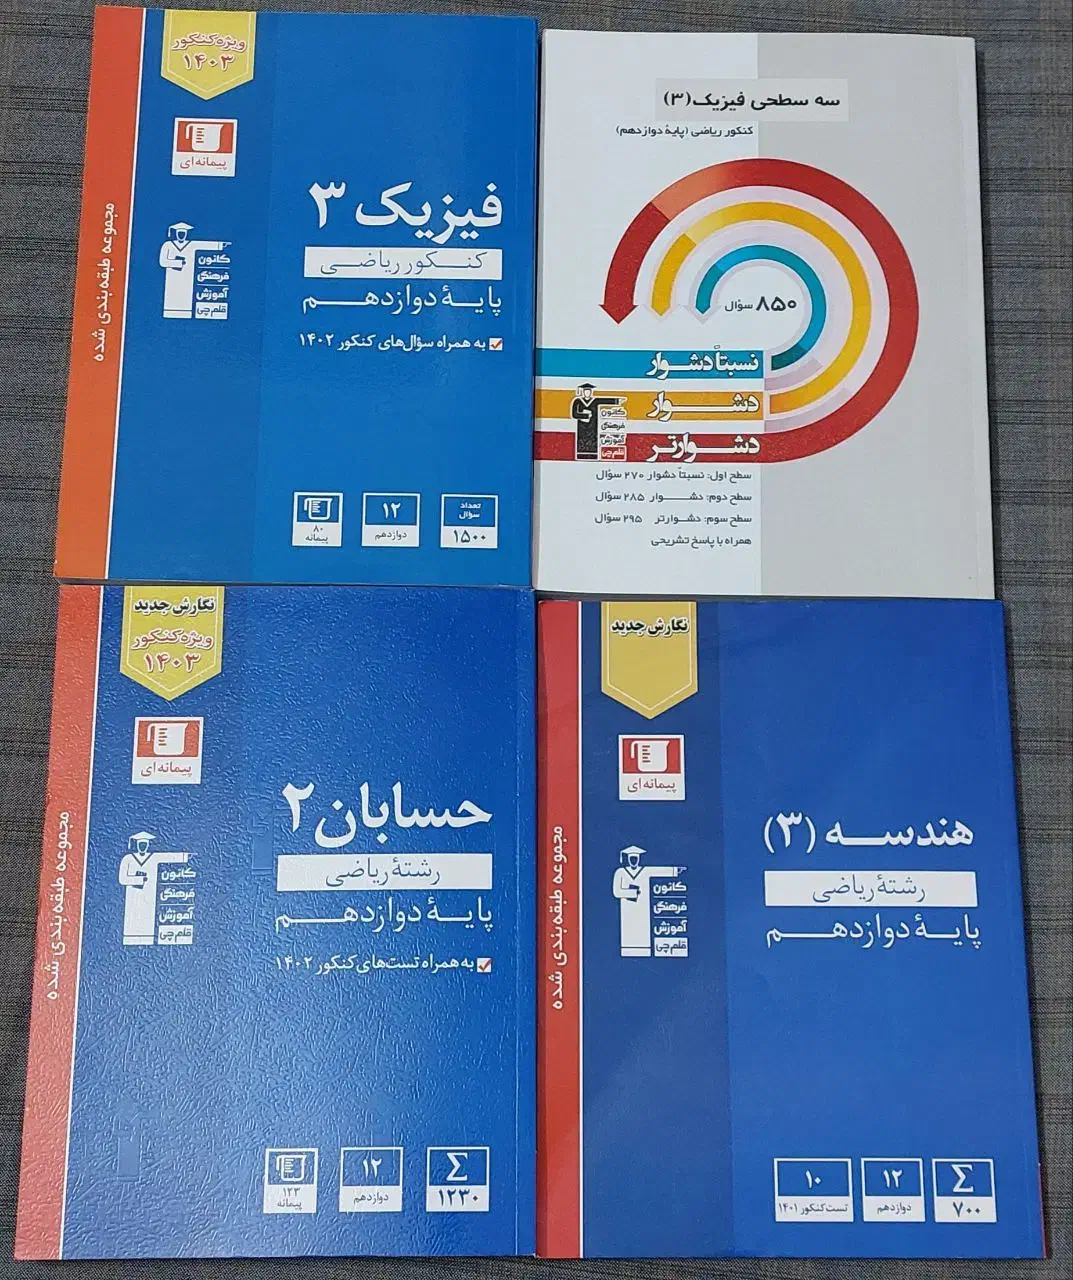 ویژه کنکور
۱۴۰۳
پیمانه‌ای
مجموعه طبقه بندی شده
فیزیک ۳
کنکور ریاضی
پایهٔ دوازدهم
به همراه سؤال‌های کنکور ۱۴۰۲
کانون
فرهنگی
آموزش
قلم‌چی
تعداد
سؤال
۱۵۰۰
۱۲
دوازدهم
۸۰
پیمانه
سه سطحی فیزیک (۳)
کنکور ریاضی (پایهٔ دوازدهم)
۸۵۰ سؤال
نسبتاً دشوار
دشوار
دشوارتر
کانون
فرهنگی
آموزش
قلم‌چی
سطح اول: نسبتاً دشوار ۲۷۰ سؤال
سطح دوم: دشوار ۲۸۵ سؤال
سطح سوم: دشوارتر ۲۹۵ سؤال
همراه با پاسخ تشریحی
نگارش جدید
ویژه کنکور
۱۴۰۳
پیمانه‌ای
مجموعه طبقه بندی شده
حسابان ۲
رشتهٔ ریاضی
پایهٔ دوازدهم
به همراه تست‌های کنکور ۱۴۰۲
کانون
فرهنگی
آموزش
قلم‌چی
Σ
۱۲۳۰
۱۲
دوازدهم
۱۲۳
پیمانه
نگارش جدید
پیمانه‌ای
مجموعه طبقه بندی شده
هندسه (۳)
رشتهٔ ریاضی
پایهٔ دوازدهم
کانون
فرهنگی
آموزش
قلم‌چی
Σ
۷۰۰
۱۲
دوازدهم
۱۰
تست کنکور ۱۴۰۱